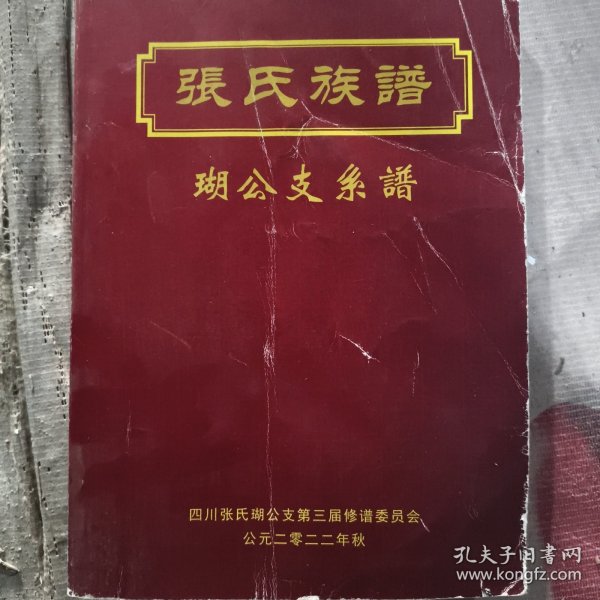 張氏族譜
瑚公支系譜
四川张氏瑚公支第三届修谱委员会
公元二零二二年秋
孔夫子旧书网
www.kongfz.com